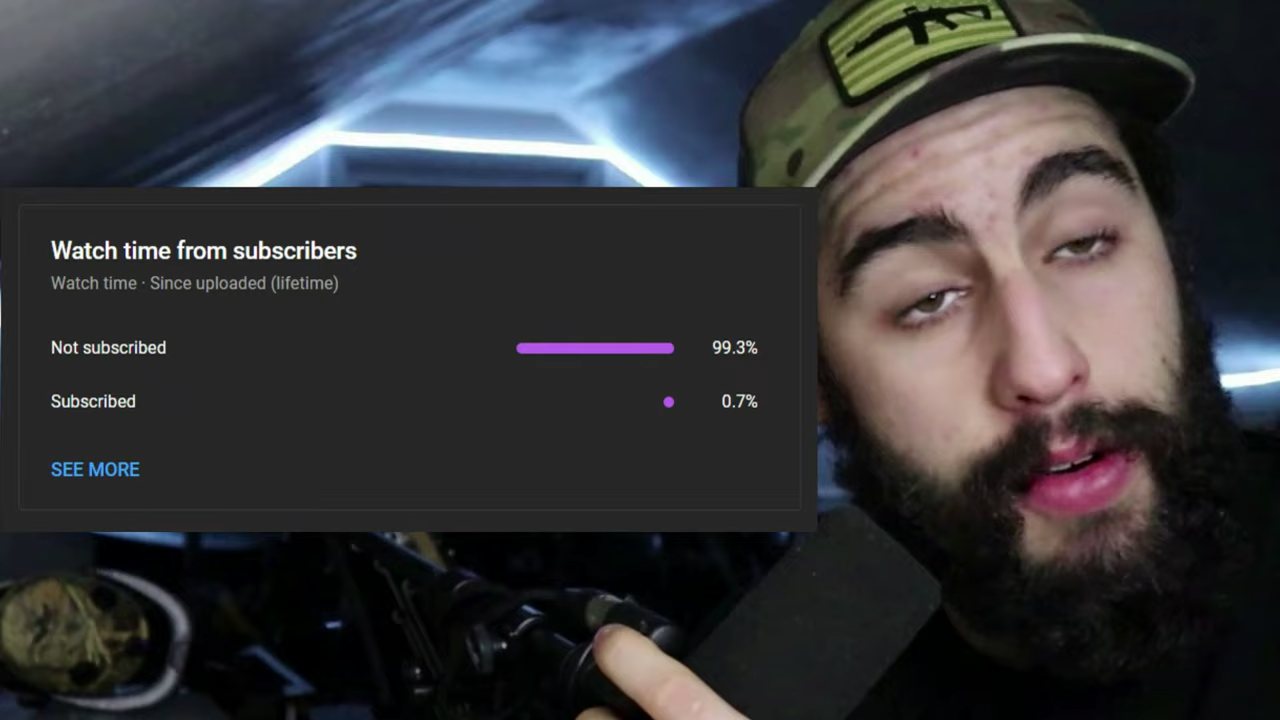 Watch time from subscribers
Watch time · Since uploaded (lifetime)
Not subscribed 99.3%
Subscribed 0.7%
SEE MORE